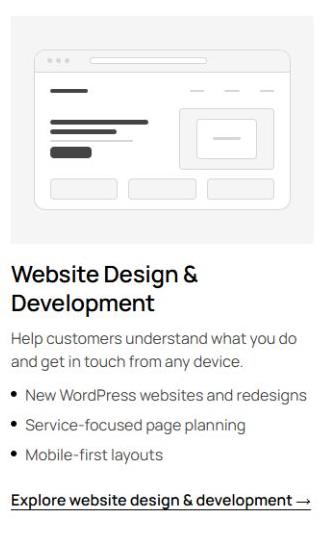 Website Design &
Development
Help customers understand what you do
and get in touch from any device.
• New WordPress websites and redesigns
• Service-focused page planning
• Mobile-first layouts
Explore website design & development →